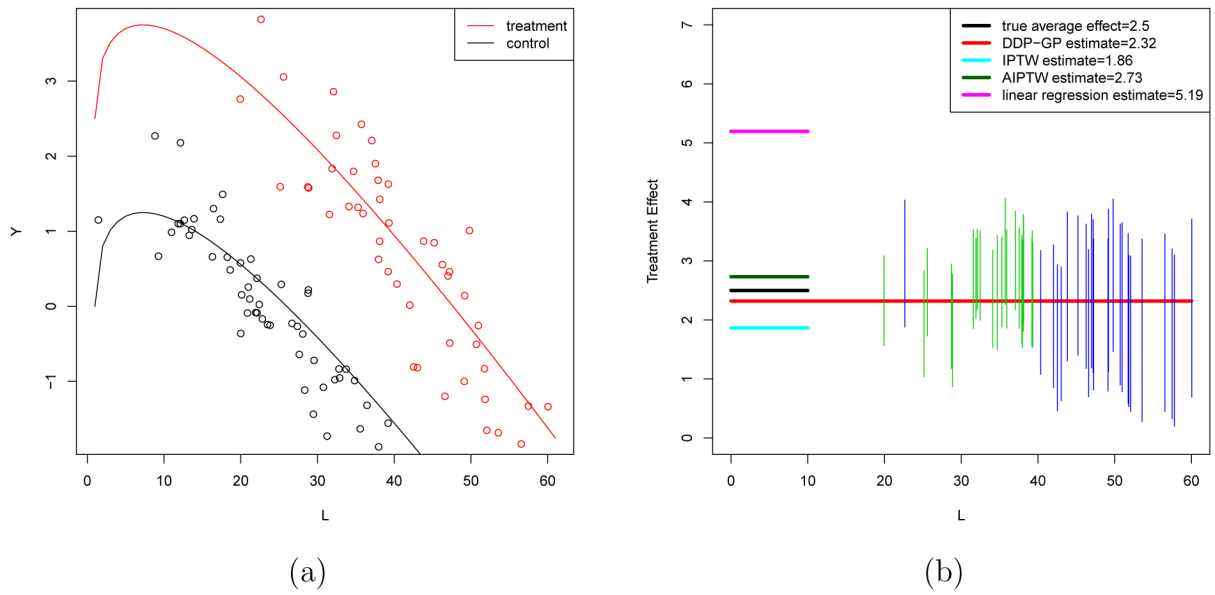 treatment
control
3
2
1
0
−1
Y
0
10
20
30
40
50
60
L
(a)
true average effect=2.5
DDP−GP estimate=2.32
IPTW estimate=1.86
AIPTW estimate=2.73
linear regression estimate=5.19
7
6
5
4
3
2
1
0
Treatment Effect
0
10
20
30
40
50
60
L
(b)